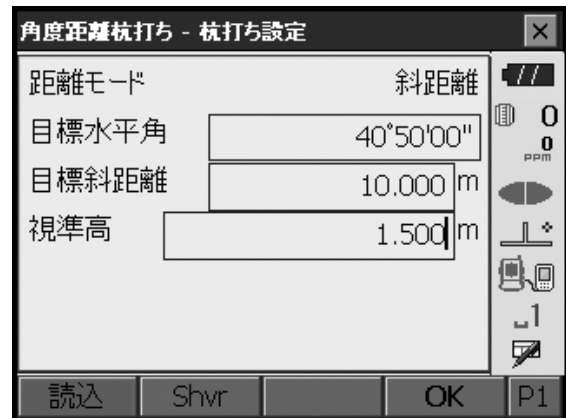 角度距離杭打ち - 杭打ち設定
距離モード 斜距離
目標水平角 40°50'00"
目標斜距離 10.000 m
視準高 1.500 m
0
0
PPM
1
読込 Shvr OK P1